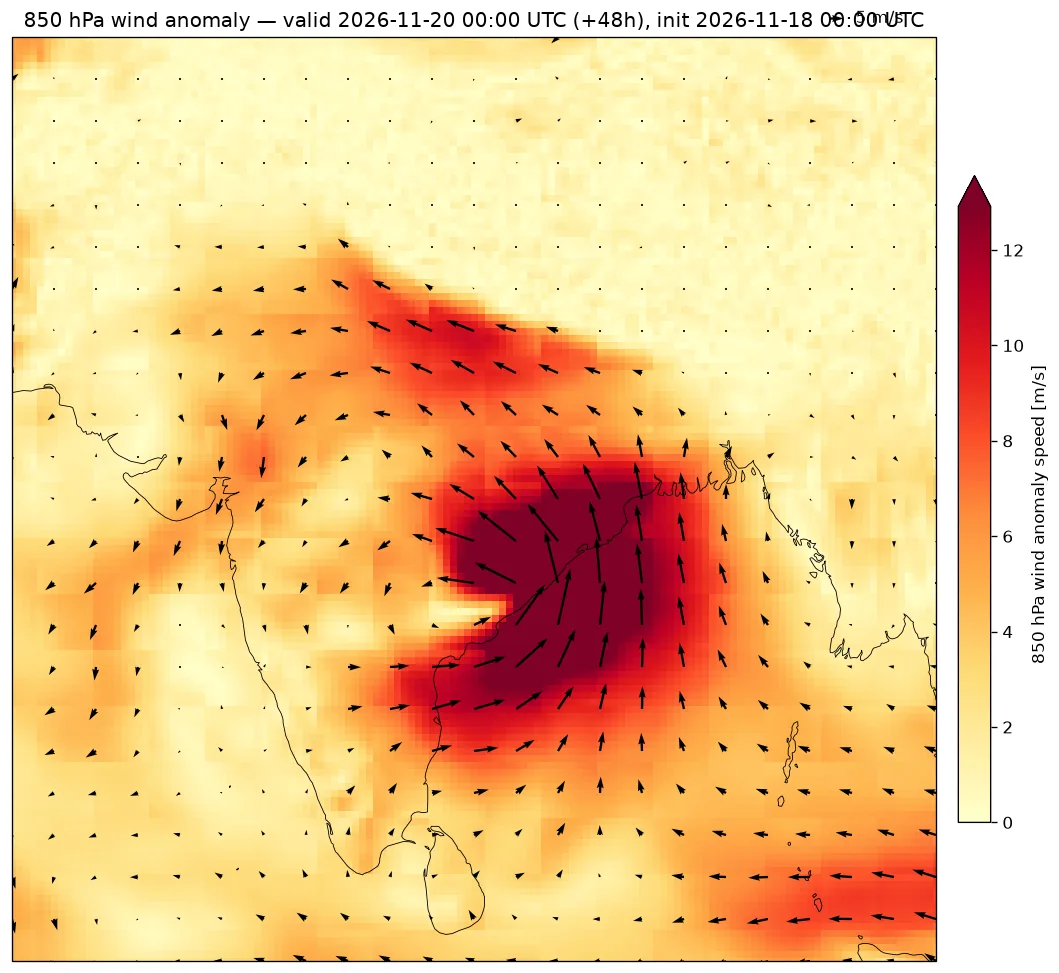 850 hPa wind anomaly — valid 2026-11-20 00:00 UTC (+48h), init 2026-11-18 00:00 UTC
5 m/s
12
10
8
6
4
2
0
850 hPa wind anomaly speed [m/s]